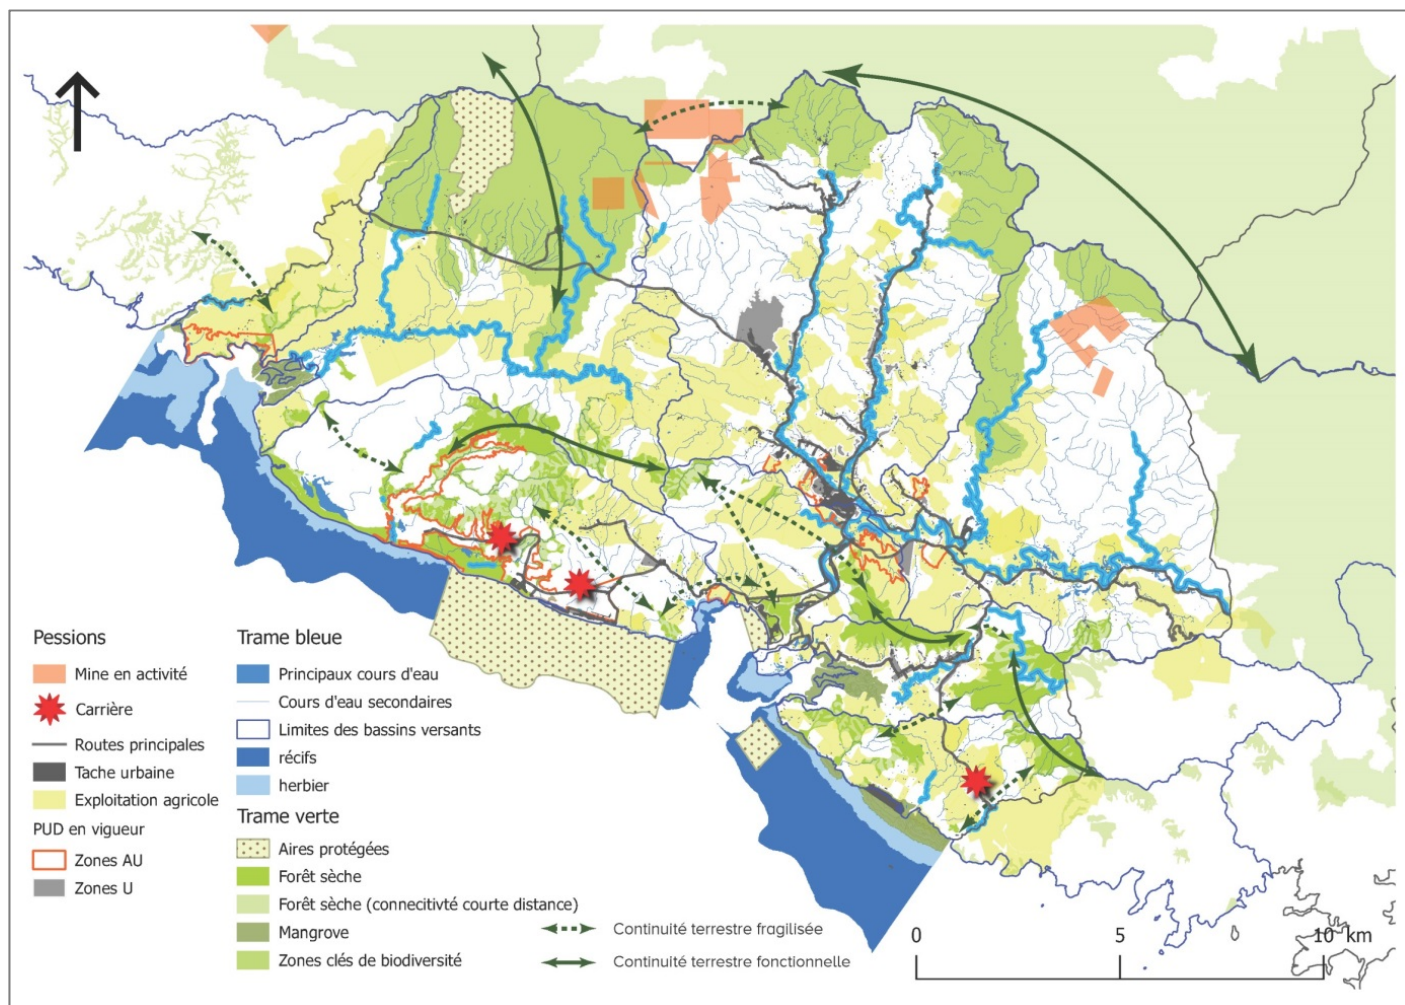 Pessions
Mine en activité
Carrière
Routes principales
Tache urbaine
Exploitation agricole
PUD en vigueur
Zones AU
Zones U
Trame bleue
Principaux cours d'eau
Cours d'eau secondaires
Limites des bassins versants
récifs
herbier
Trame verte
Aires protégées
Forêt sèche
Forêt sèche (connecitvté courte distance)
Mangrove
Zones clés de biodiversité
Continuité terrestre fragilisée
Continuité terrestre fonctionnelle
0 5 10 km